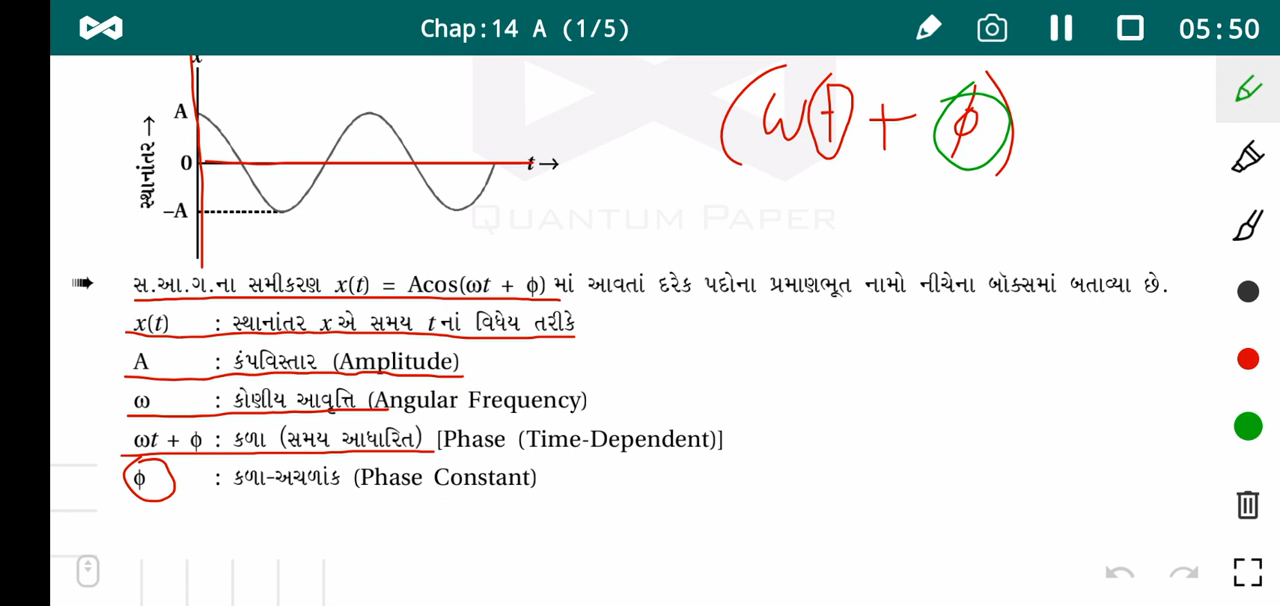 Chap:14 A (1/5)
05:50
x
A
0
–A
સ્થાનાંતર →
t →
(ωt + ϕ)
QUANTUM PAPER
સ.આ.ગ.ના સમીકરણ x(t) = Acos(ωt + ϕ) માં આવતાં દરેક પદોના પ્રમાણભૂત નામો નીચેના બૉક્સમાં બતાવ્યા છે.
x(t) : સ્થાનાંતર x એ સમય t નાં વિધેય તરીકે
A : કંપવિસ્તાર (Amplitude)
ω : કોણીય આવૃત્તિ (Angular Frequency)
ωt + ϕ : કળા (સમય આધારિત) [Phase (Time-Dependent)]
ϕ : કળા-અચળાંક (Phase Constant)